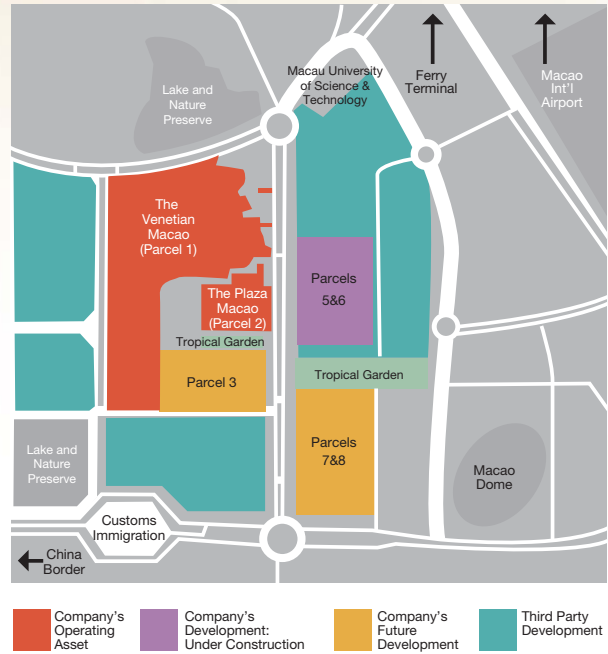 Macau University
of Science &
Technology
Ferry
Terminal
Macao
Int'l
Airport
Lake and
Nature
Preserve
The
Venetian
Macao
(Parcel 1)
Parcels
5&6
The Plaza
Macao
(Parcel 2)
Tropical Garden
Parcel 3
Tropical Garden
Parcels
7&8
Lake and
Nature
Preserve
Macao
Dome
Customs
Immigration
China
Border
Company's
Operating
Asset
Company's
Development:
Under Construction
Company's
Future
Development
Third Party
Development